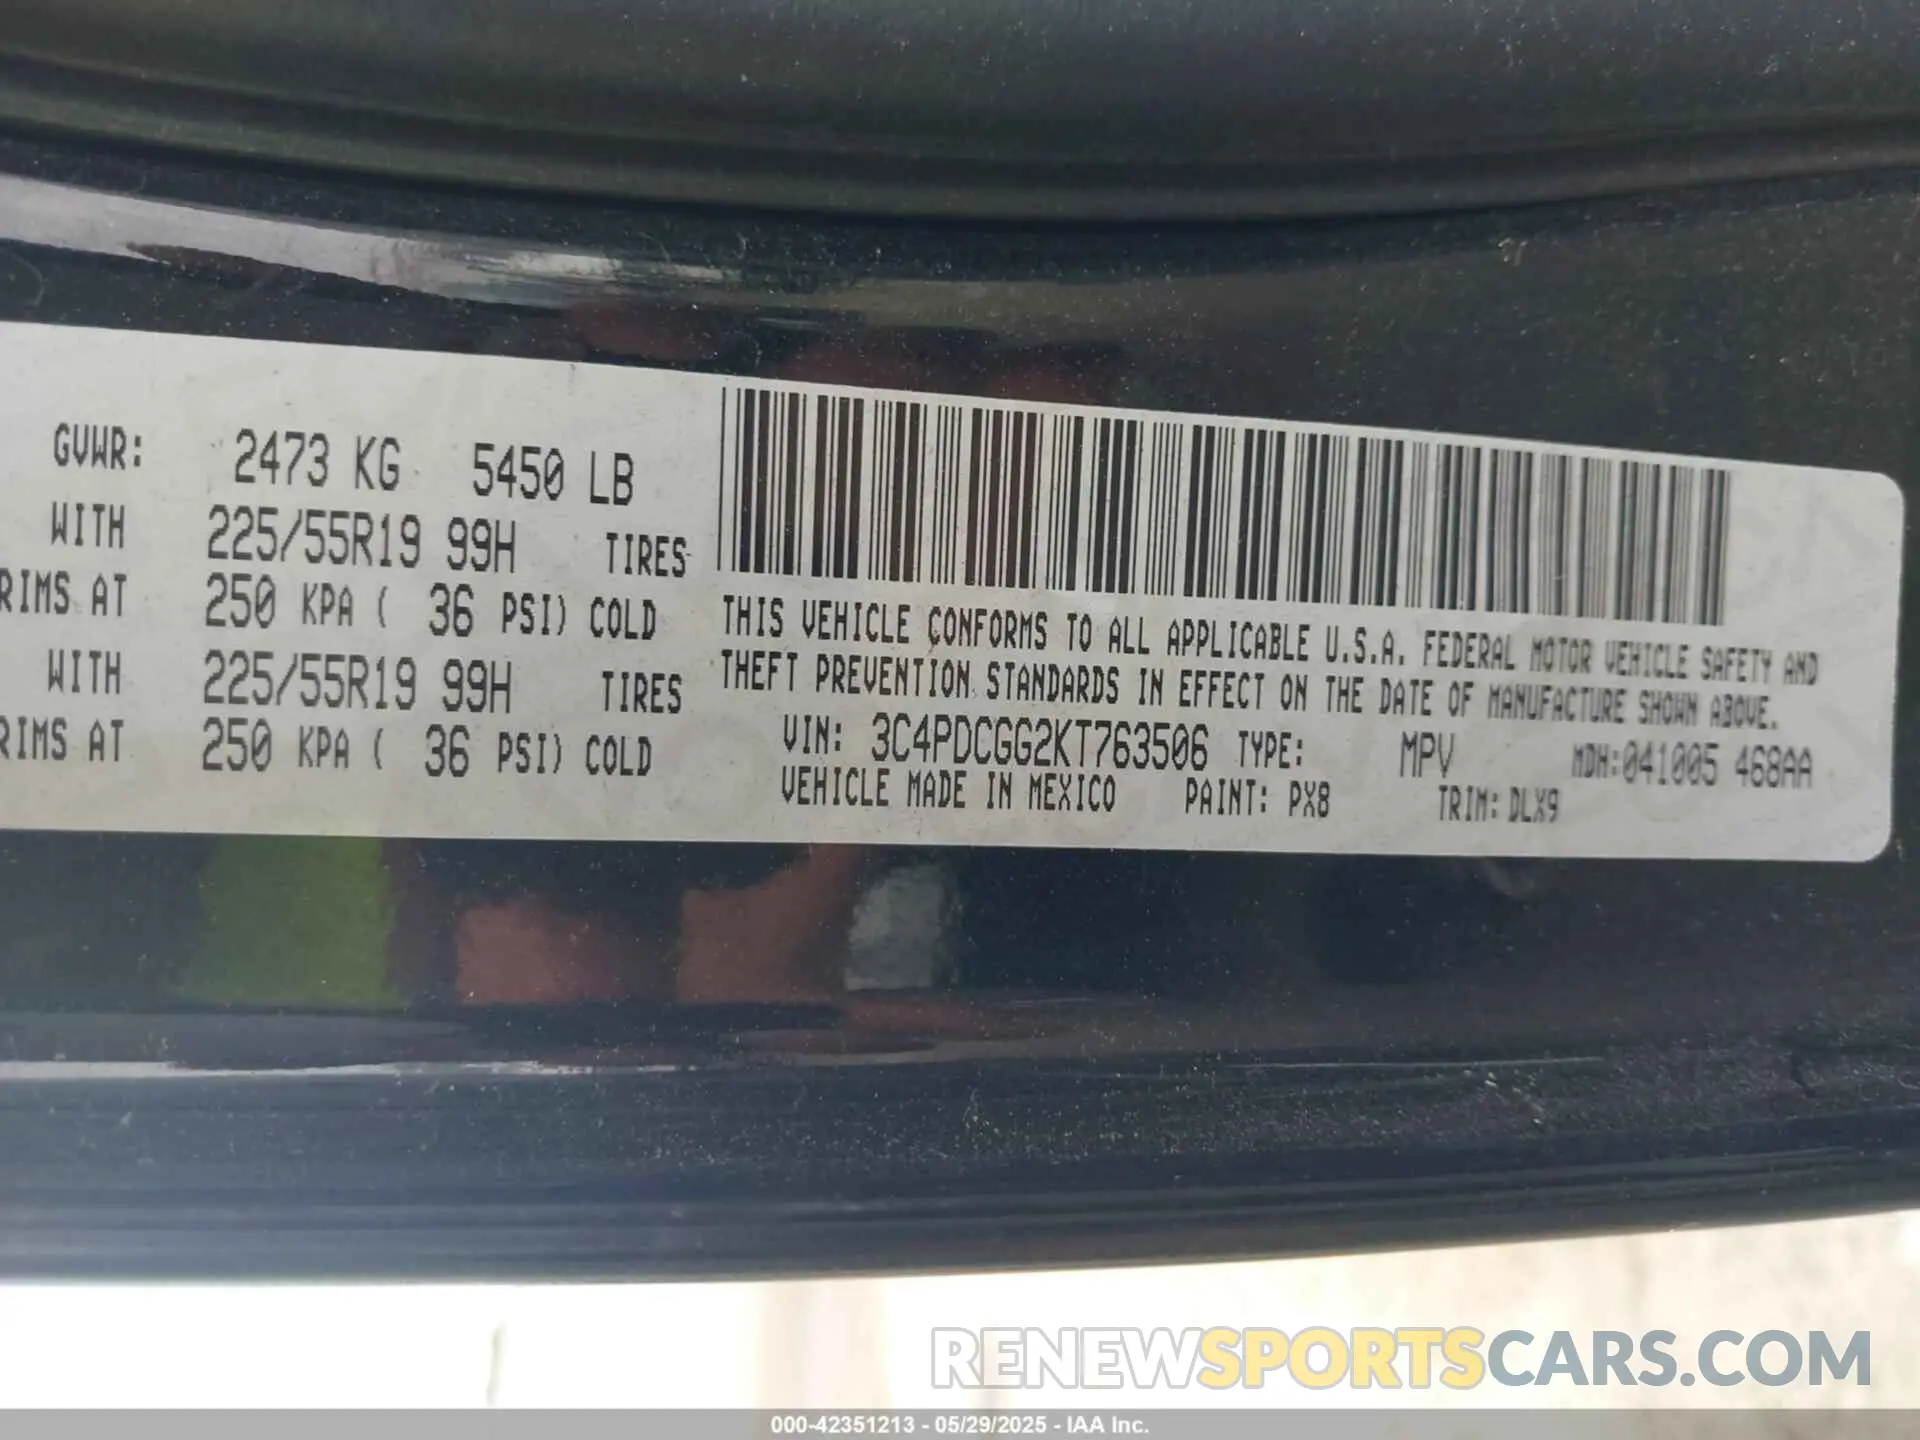 GVWR: 2473 KG 5450 LB
WITH 225/55R19 99H TIRES
RIMS AT 250 KPA ( 36 PSI) COLD
WITH 225/55R19 99H TIRES
RIMS AT 250 KPA ( 36 PSI) COLD
THIS VEHICLE CONFORMS TO ALL APPLICABLE U.S.A. FEDERAL MOTOR VEHICLE SAFETY AND
THEFT PREVENTION STANDARDS IN EFFECT ON THE DATE OF MANUFACTURE SHOWN ABOVE.
VIN: 3C4PDCGG2KT763506 TYPE: MPV MDH:041005 468AA
VEHICLE MADE IN MEXICO PAINT: PX8 TRIM: DLX9
RENEWSPORTSCARS.COM
000-42351213 - 05/29/2025 - IAA Inc.